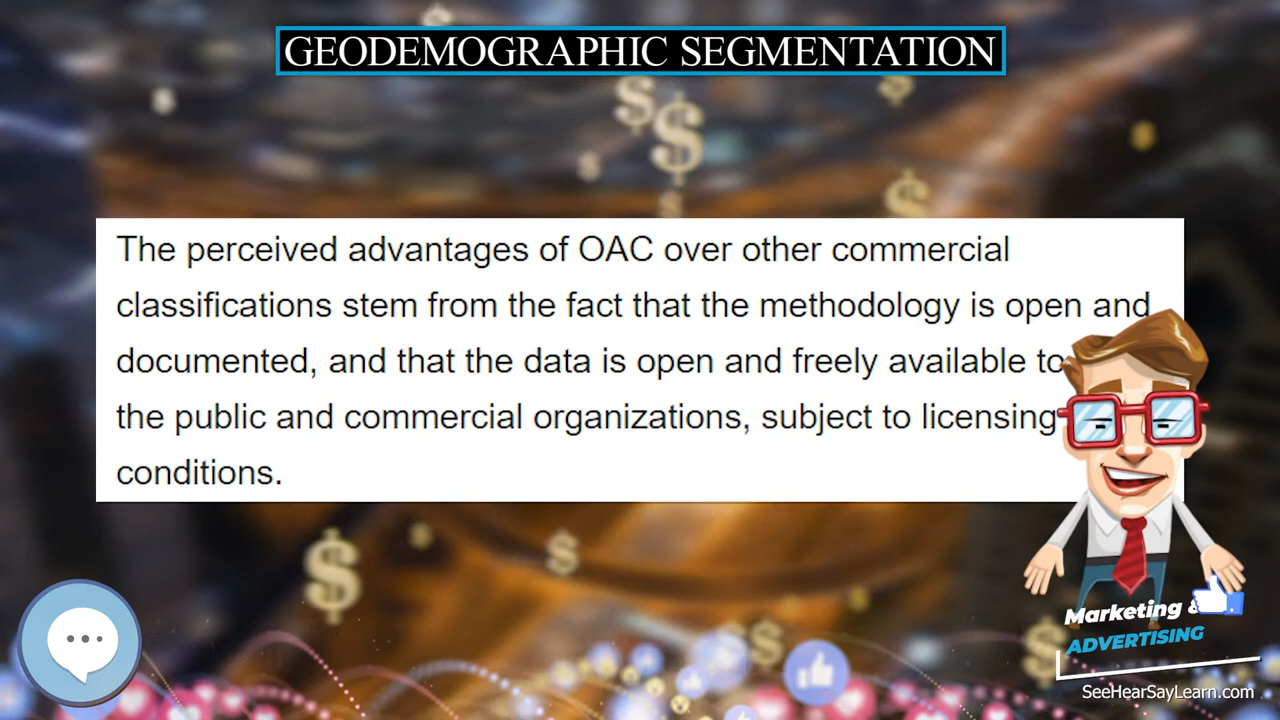 GEODEMOGRAPHIC SEGMENTATION
The perceived advantages of OAC over other commercial
classifications stem from the fact that the methodology is open and
documented, and that the data is open and freely available to
the public and commercial organizations, subject to licensing
conditions.
Marketing &
ADVERTISING
SeeHearSayLearn.com